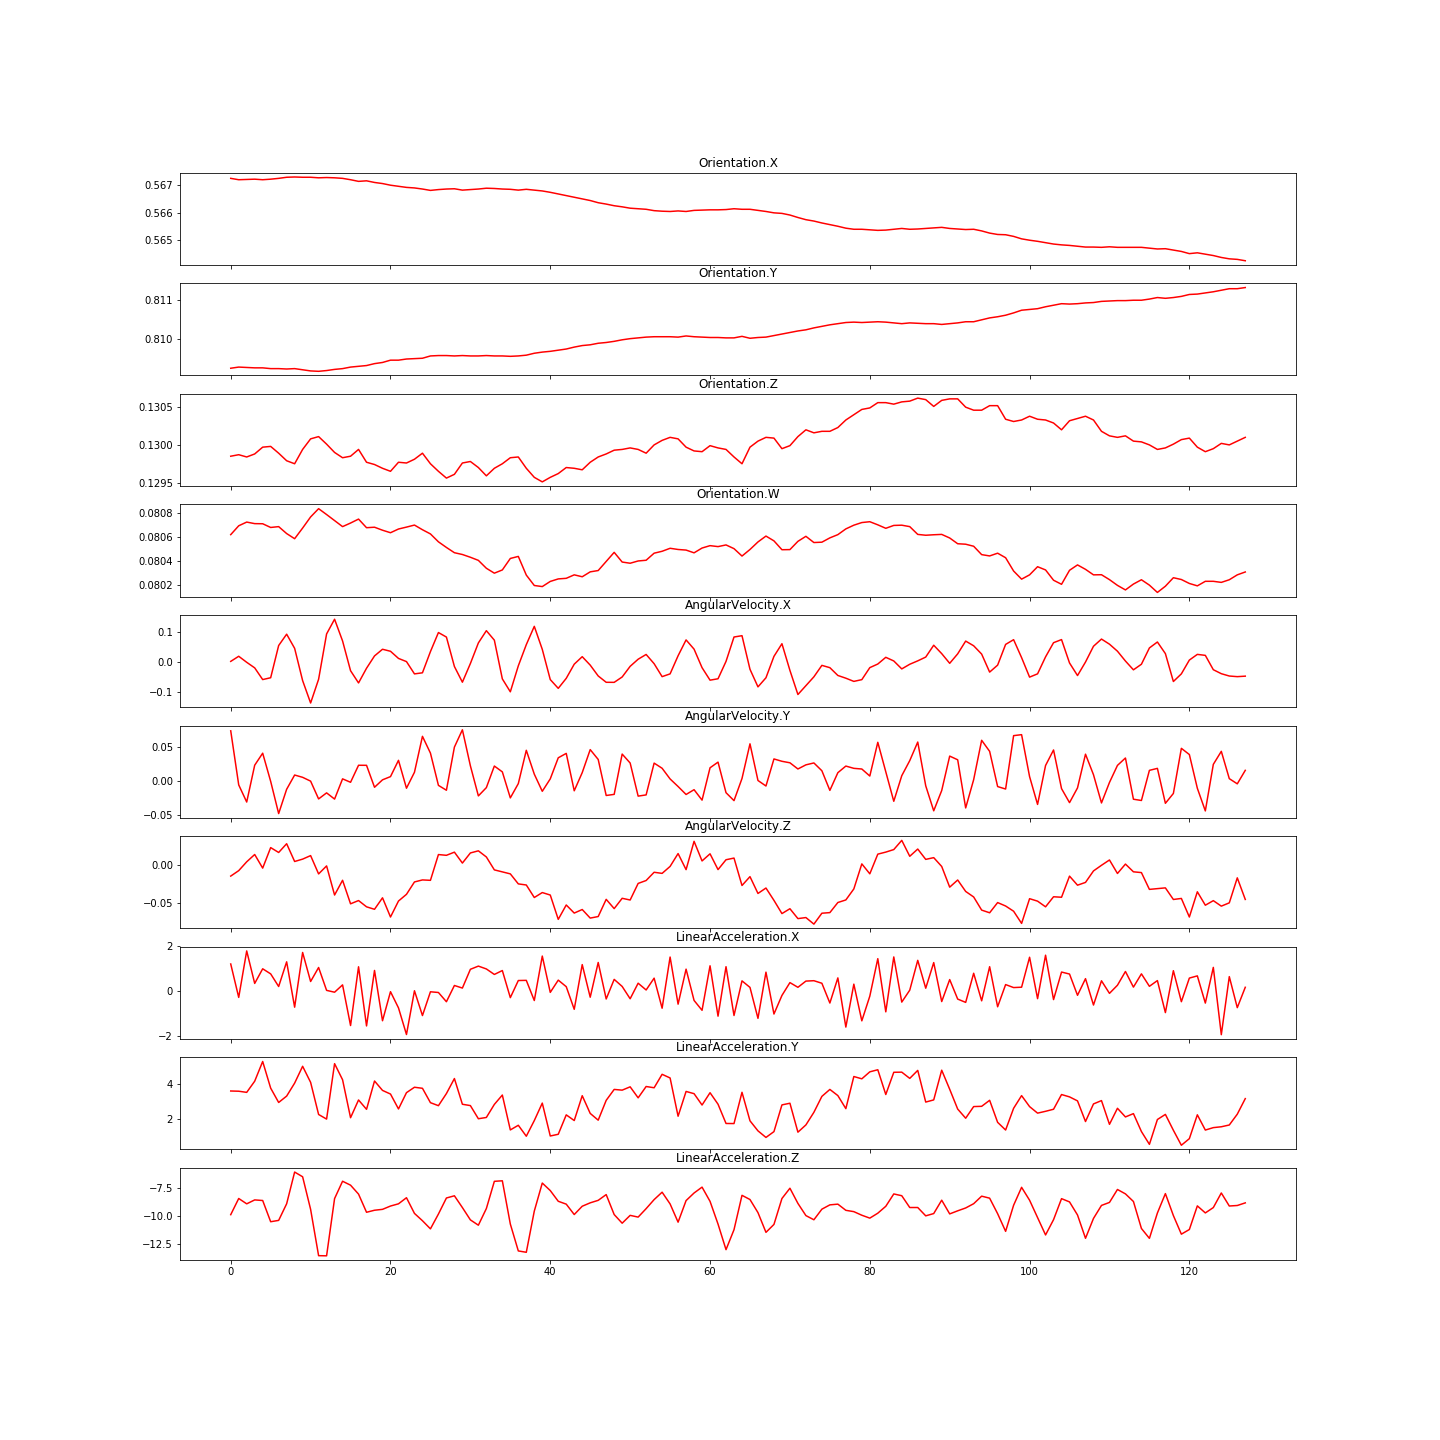 Orientation.X
0.567
0.566
0.565
Orientation.Y
0.811
0.810
Orientation.Z
0.1305
0.1300
0.1295
Orientation.W
0.0808
0.0806
0.0804
0.0802
AngularVelocity.X
0.1
0.0
−0.1
AngularVelocity.Y
0.05
0.00
−0.05
AngularVelocity.Z
0.00
−0.05
LinearAcceleration.X
2
0
−2
LinearAcceleration.Y
4
2
LinearAcceleration.Z
−7.5
−10.0
−12.5
0 20 40 60 80 100 120